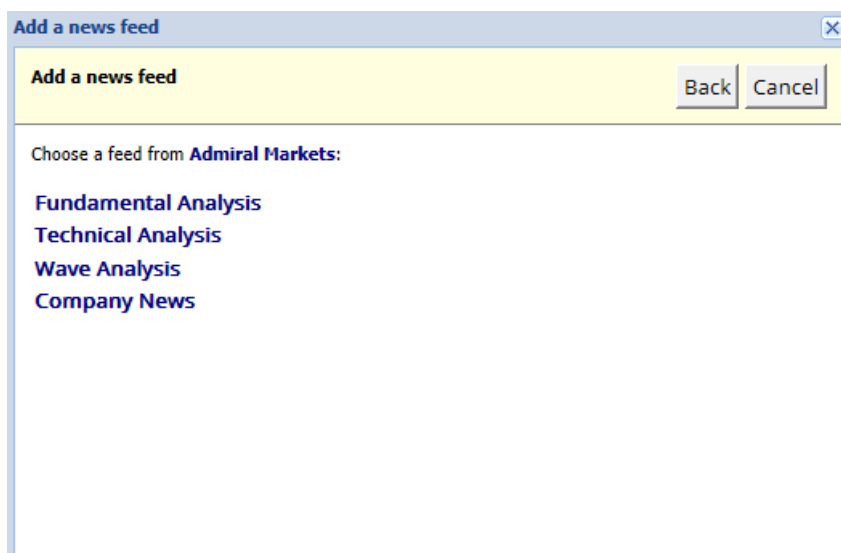 Add a news feed
Add a news feed
Back Cancel
Choose a feed from Admiral Markets:
Fundamental Analysis
Technical Analysis
Wave Analysis
Company News